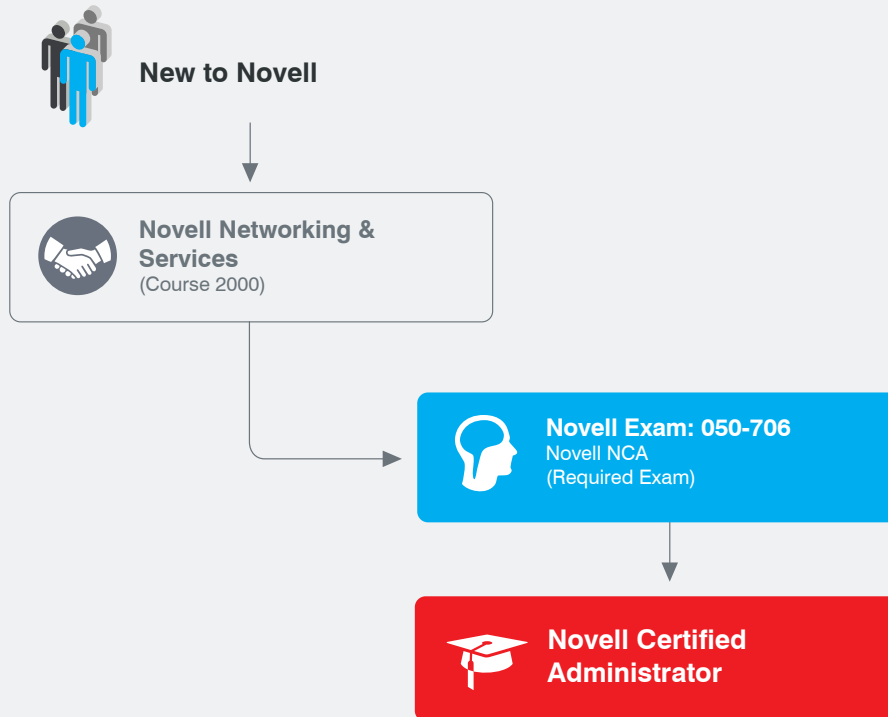 New to Novell
Novell Networking &
Services
(Course 2000)
Novell Exam: 050-706
Novell NCA
(Required Exam)
Novell Certified
Administrator